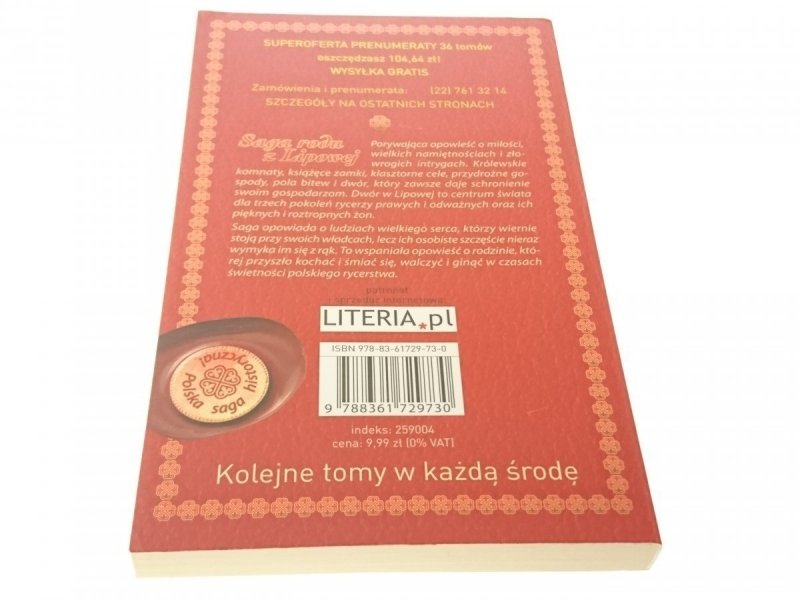 SUPEROFERTA PRENUMERATY 36 tomów
oszczędzasz 104,64 zł!
WYSYŁKA GRATIS
Zamówienia i prenumerata: (22) 761 32 14
SZCZEGÓŁY NA OSTATNICH STRONACH
Saga rodu
z Lipowej
Porywająca opowieść o miłości,
wielkich namiętnościach i zło-
wrogich intrygach. Królewskie
komnaty, książęce zamki, klasztorne cele, przydrożne go-
spody, pola bitew i dwór, który zawsze daje schronienie
swoim gospodarzom. Dwór w Lipowej to centrum świata
dla trzech pokoleń rycerzy prawych i odważnych oraz ich
pięknych i roztropnych żon.
Saga opowiada o ludziach wielkiego serca, którzy wiernie
stoją przy swoich władcach, lecz ich osobiste szczęście nieraz
wymyka im się z rąk. To wspaniała opowieść o rodzinie, któ-
rej przyszło kochać i śmiać się, walczyć i ginąć w czasach
świetności polskiego rycerstwa.
patronat
i sprzedaż internetowa:
LITERIA*pl
ISBN 978-83-61729-73-0
9 788361 729730
indeks: 259004
cena: 9,99 zł (0% VAT)
Polska saga historyczna!
Kolejne tomy w każdą środę